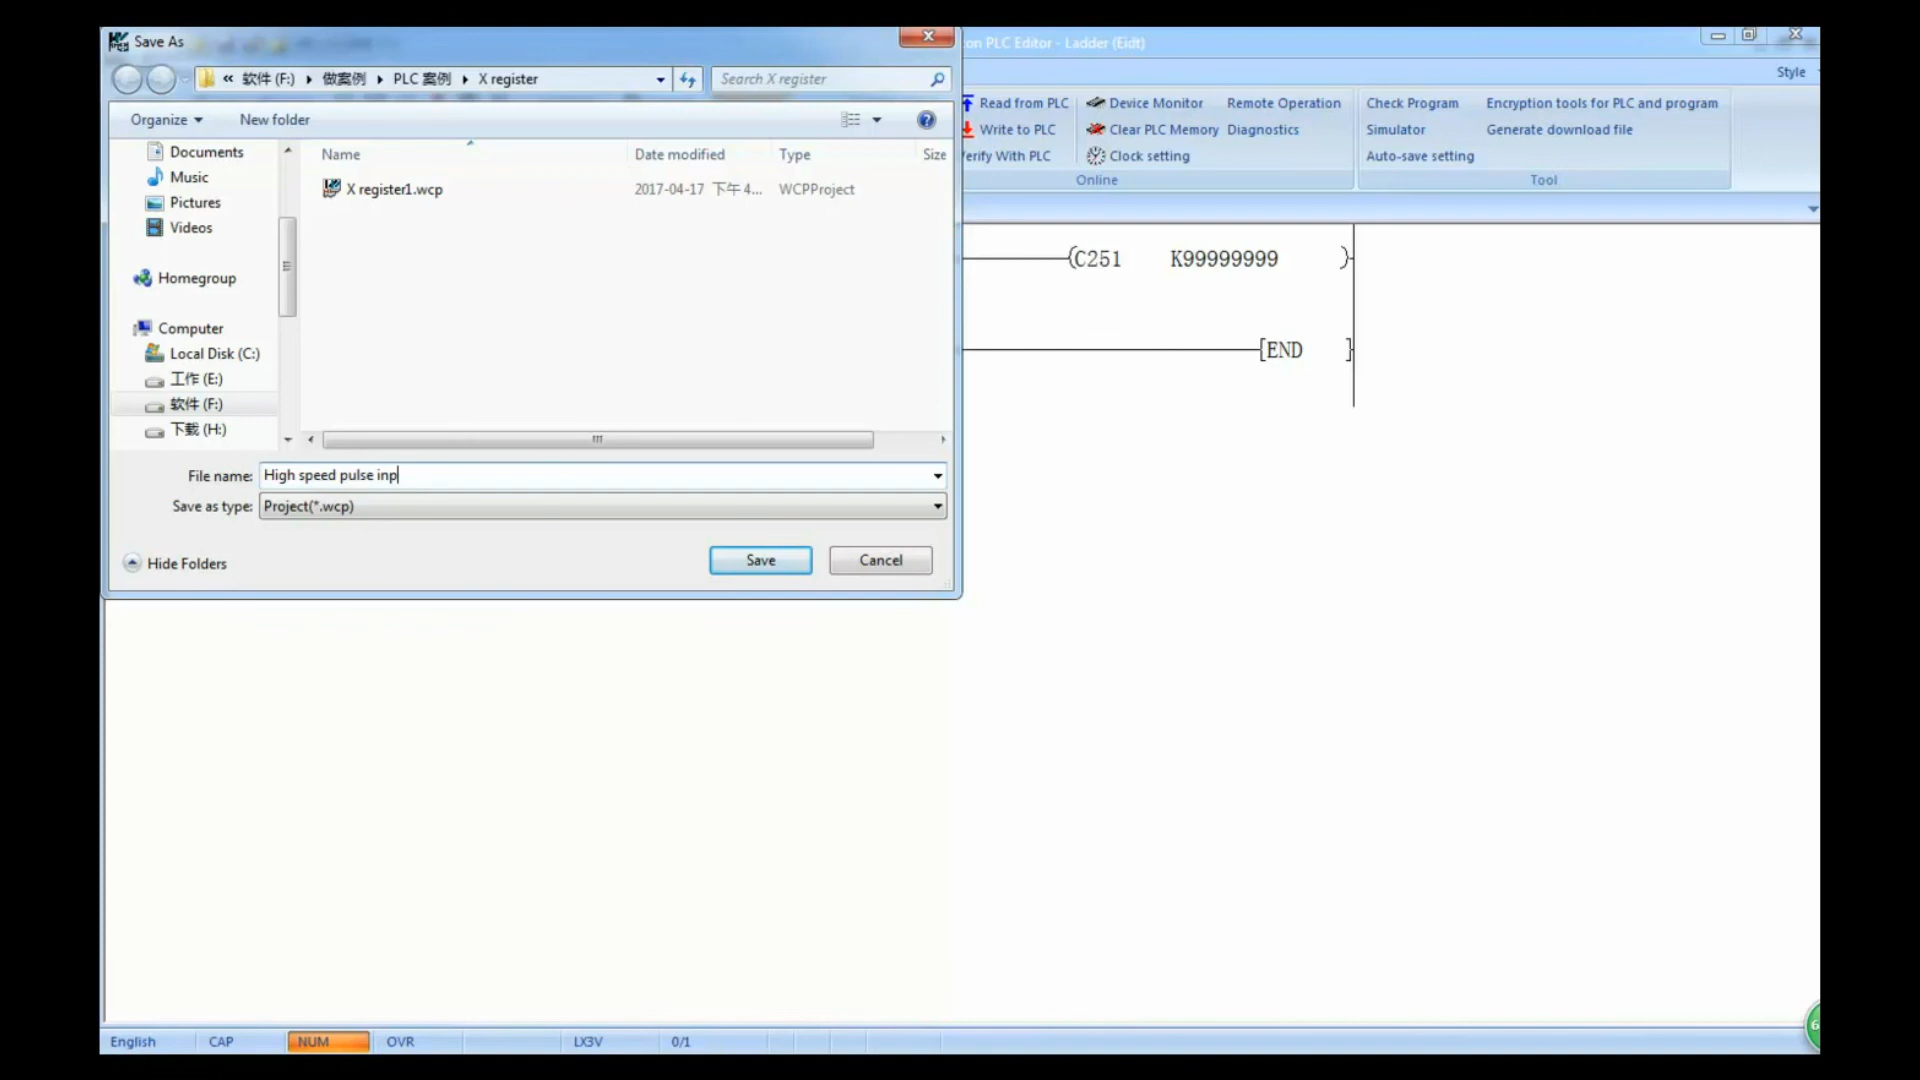 Save As
on PLC Editor - Ladder (Eidt)
Style
« 软件 (F:) ▸ 做案例 ▸ PLC 案例 ▸ X register
Search X register
Organize
New folder
Read from PLC
Device Monitor
Remote Operation
Check Program
Encryption tools for PLC and program
Write to PLC
Clear PLC Memory
Diagnostics
Simulator
Generate download file
erify With PLC
Clock setting
Auto-save setting
Online
Tool
Documents
Music
Pictures
Videos
Homegroup
Computer
Local Disk (C:)
工作 (E:)
软件 (F:)
下载 (H:)
Name
Date modified
Type
Size
X register1.wcp
2017-04-17 下午 4...
WCPProject
(C251 K99999999 )
[END ]
File name: High speed pulse inp
Save as type: Project(*.wcp)
Hide Folders
Save
Cancel
English
CAP
NUM
OVR
LX3V
0/1
6